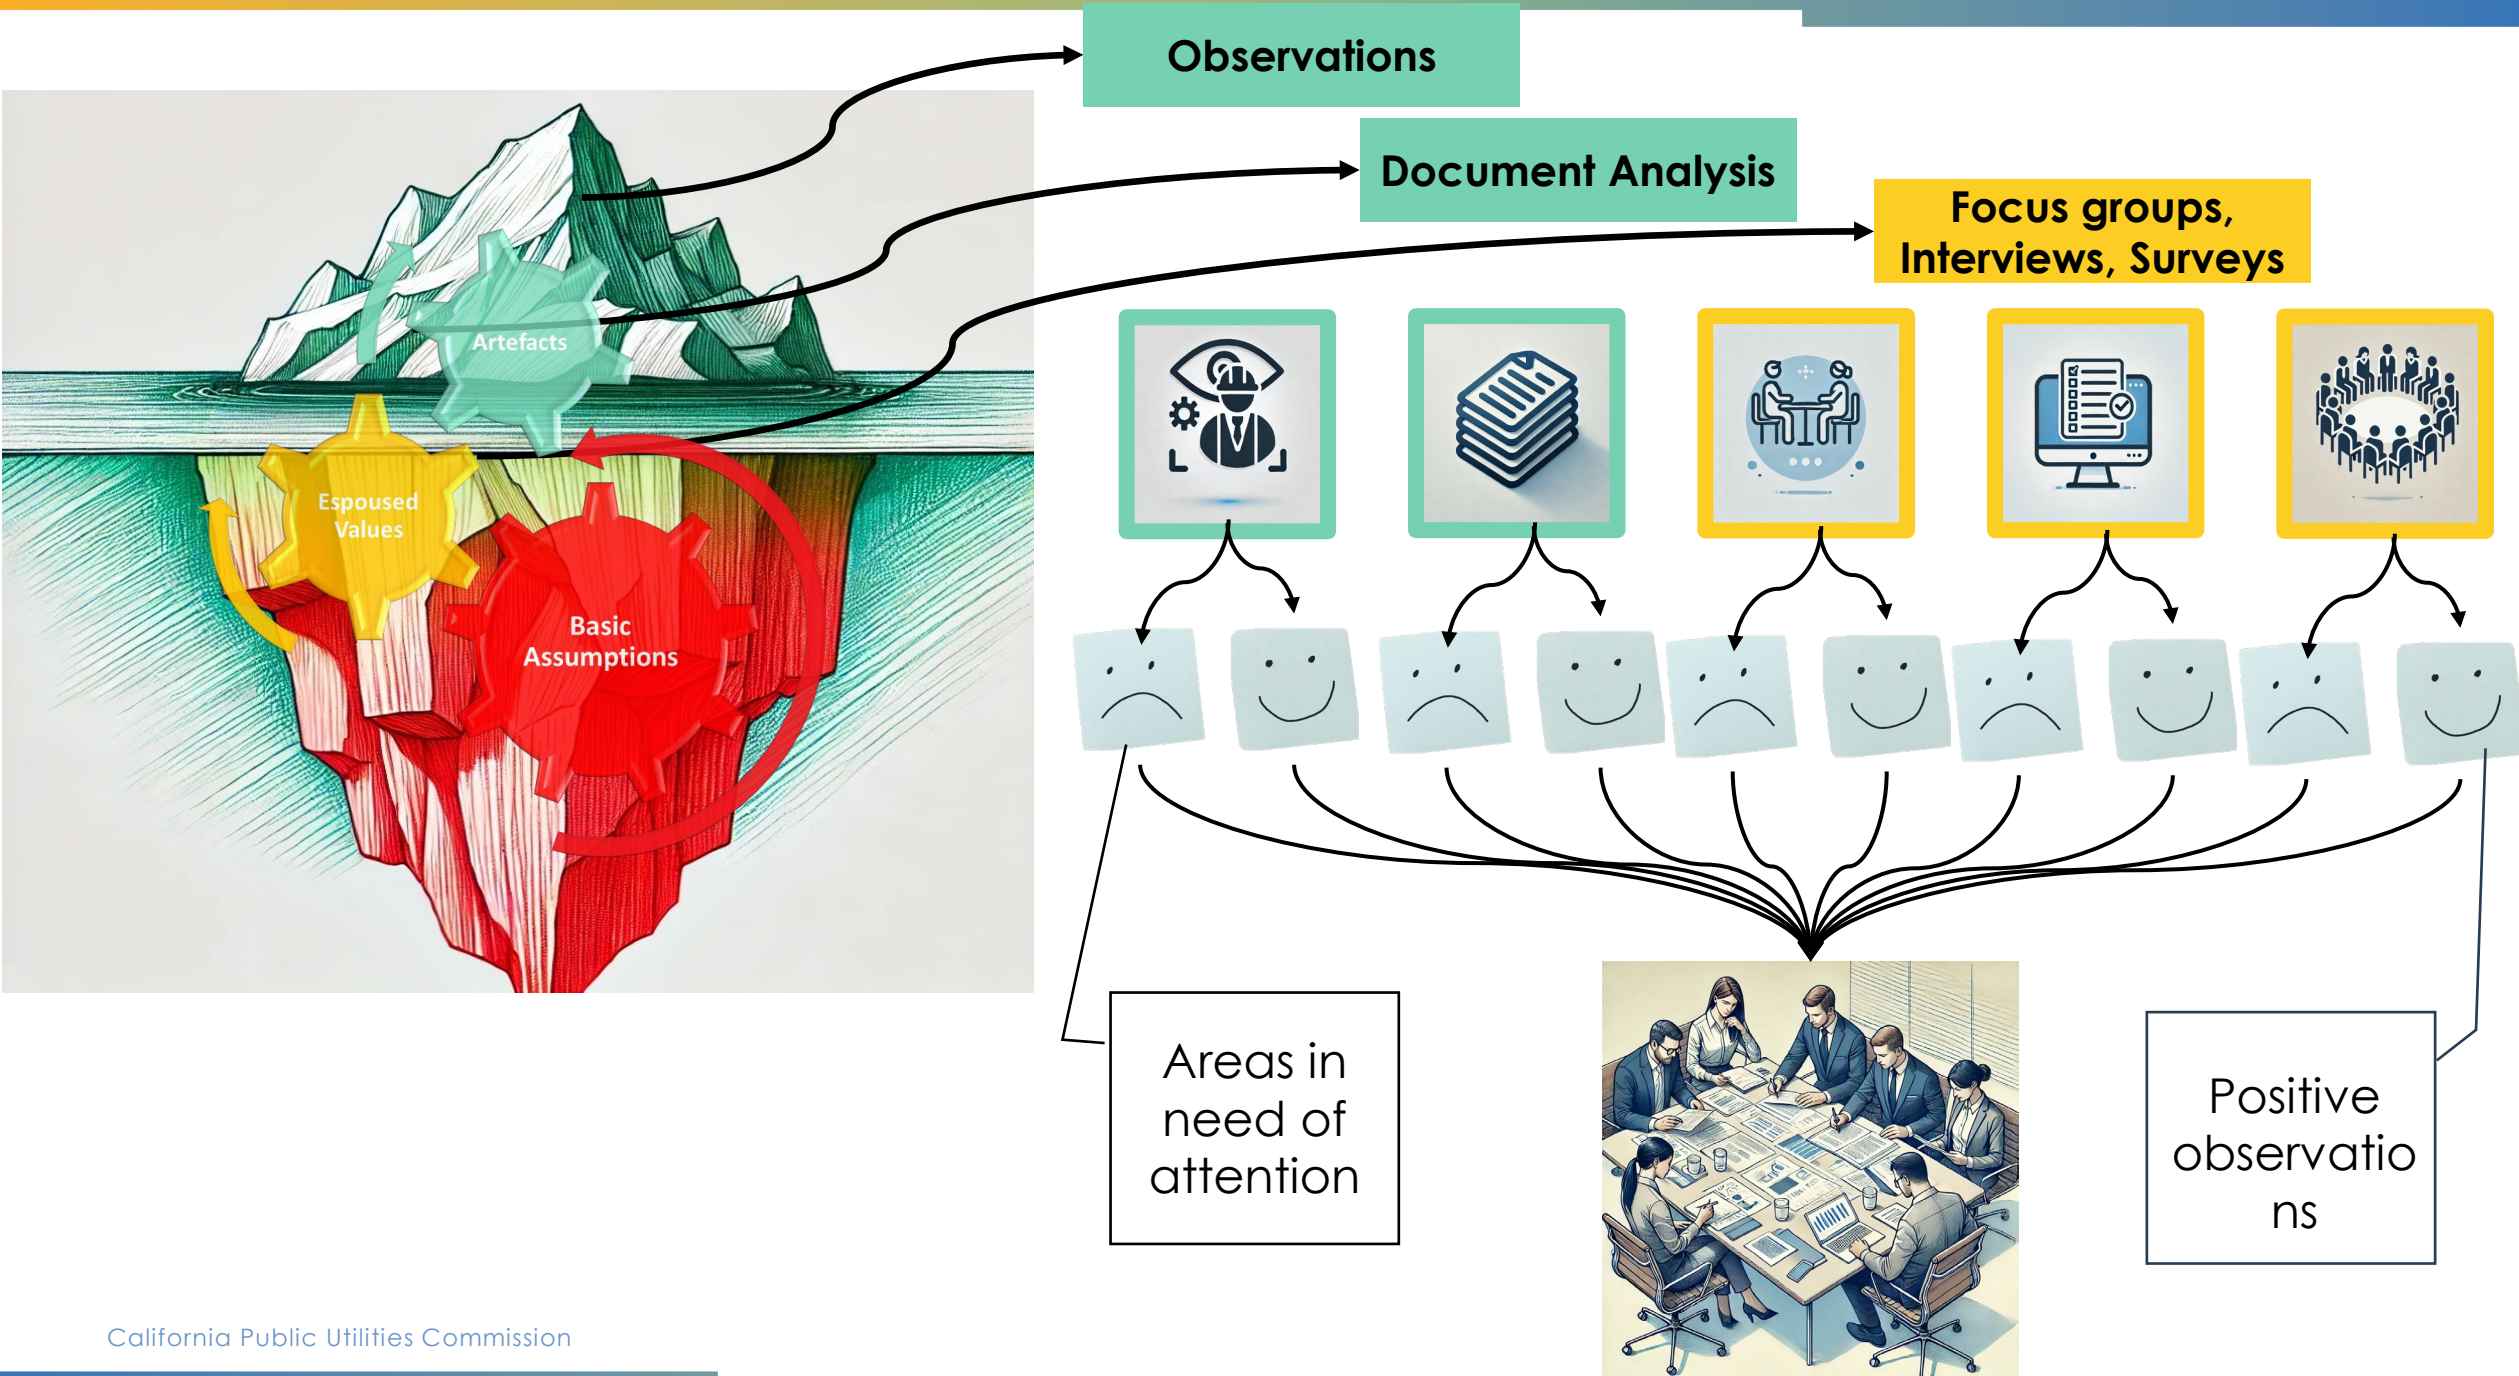 Observations
Document Analysis
Focus groups,
Interviews, Surveys
Artefacts
Espoused
Values
Basic
Assumptions
Areas in
need of
attention
Positive
observatio
ns
California Public Utilities Commission